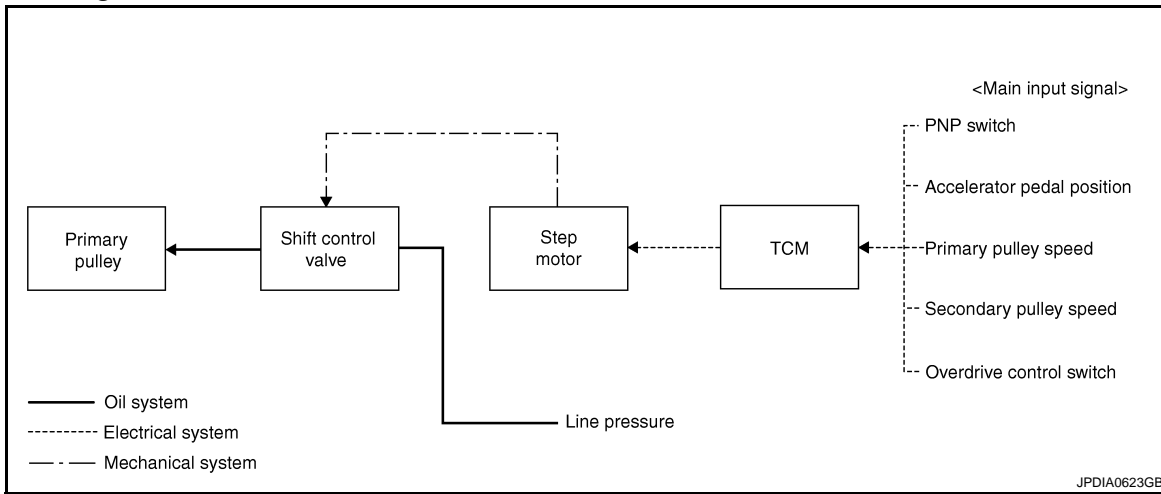 <Main input signal>
PNP switch
Accelerator pedal position
Primary pulley speed
Secondary pulley speed
Overdrive control switch
Primary
pulley
Shift control
valve
Step
motor
TCM
Line pressure
Oil system
Electrical system
Mechanical system
JPDIA0623GB